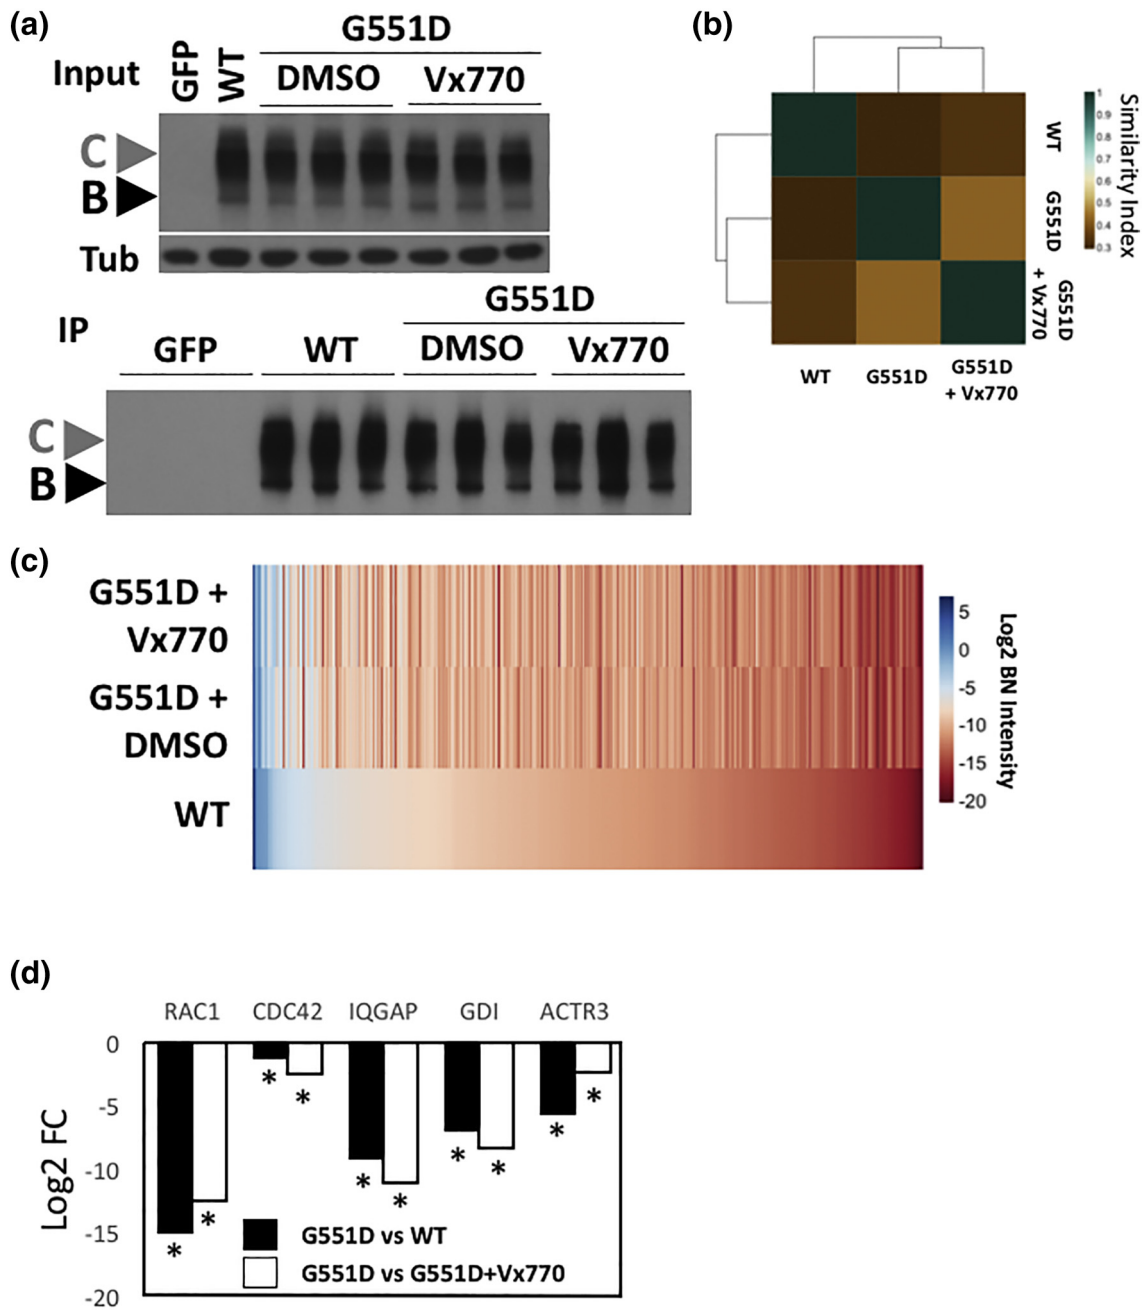 (a)
G551D
Input
GFP
WT
DMSO
Vx770
C
B
Tub
G551D
IP
GFP
WT
DMSO
Vx770
C
B
(b)
WT
G551D
G551D
+ Vx770
WT
G551D
G551D
+ Vx770
1
0.9
0.8
0.7
0.6
0.5
0.4
0.3
Similarity Index
(c)
G551D +
Vx770
G551D +
DMSO
WT
5
0
-5
-10
-15
-20
Log2 BN Intensity
(d)
RAC1 CDC42 IQGAP GDI ACTR3
0
-5
-10
-15
-20
Log2 FC
* * * * * * * * * *
G551D vs WT
G551D vs G551D+Vx770